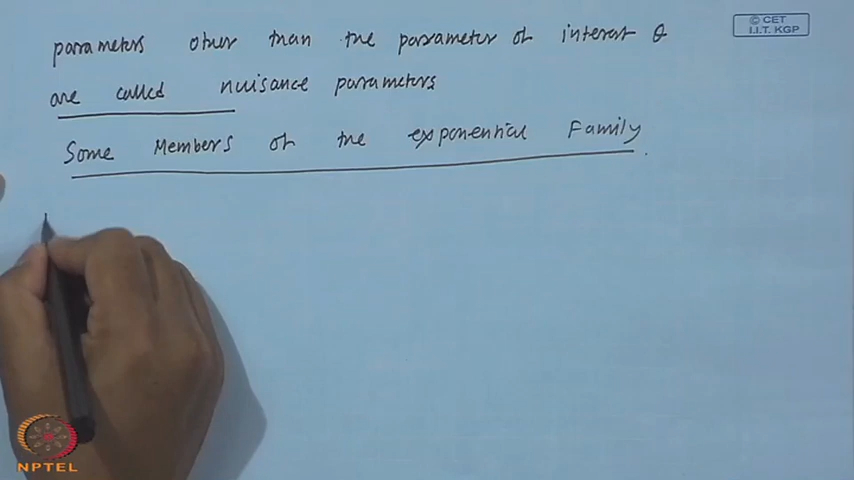 parameters other than the parameter of interest θ
© CET
I.I.T. KGP
are called nuisance parameters
Some Members of the exponential Family.
NPTEL